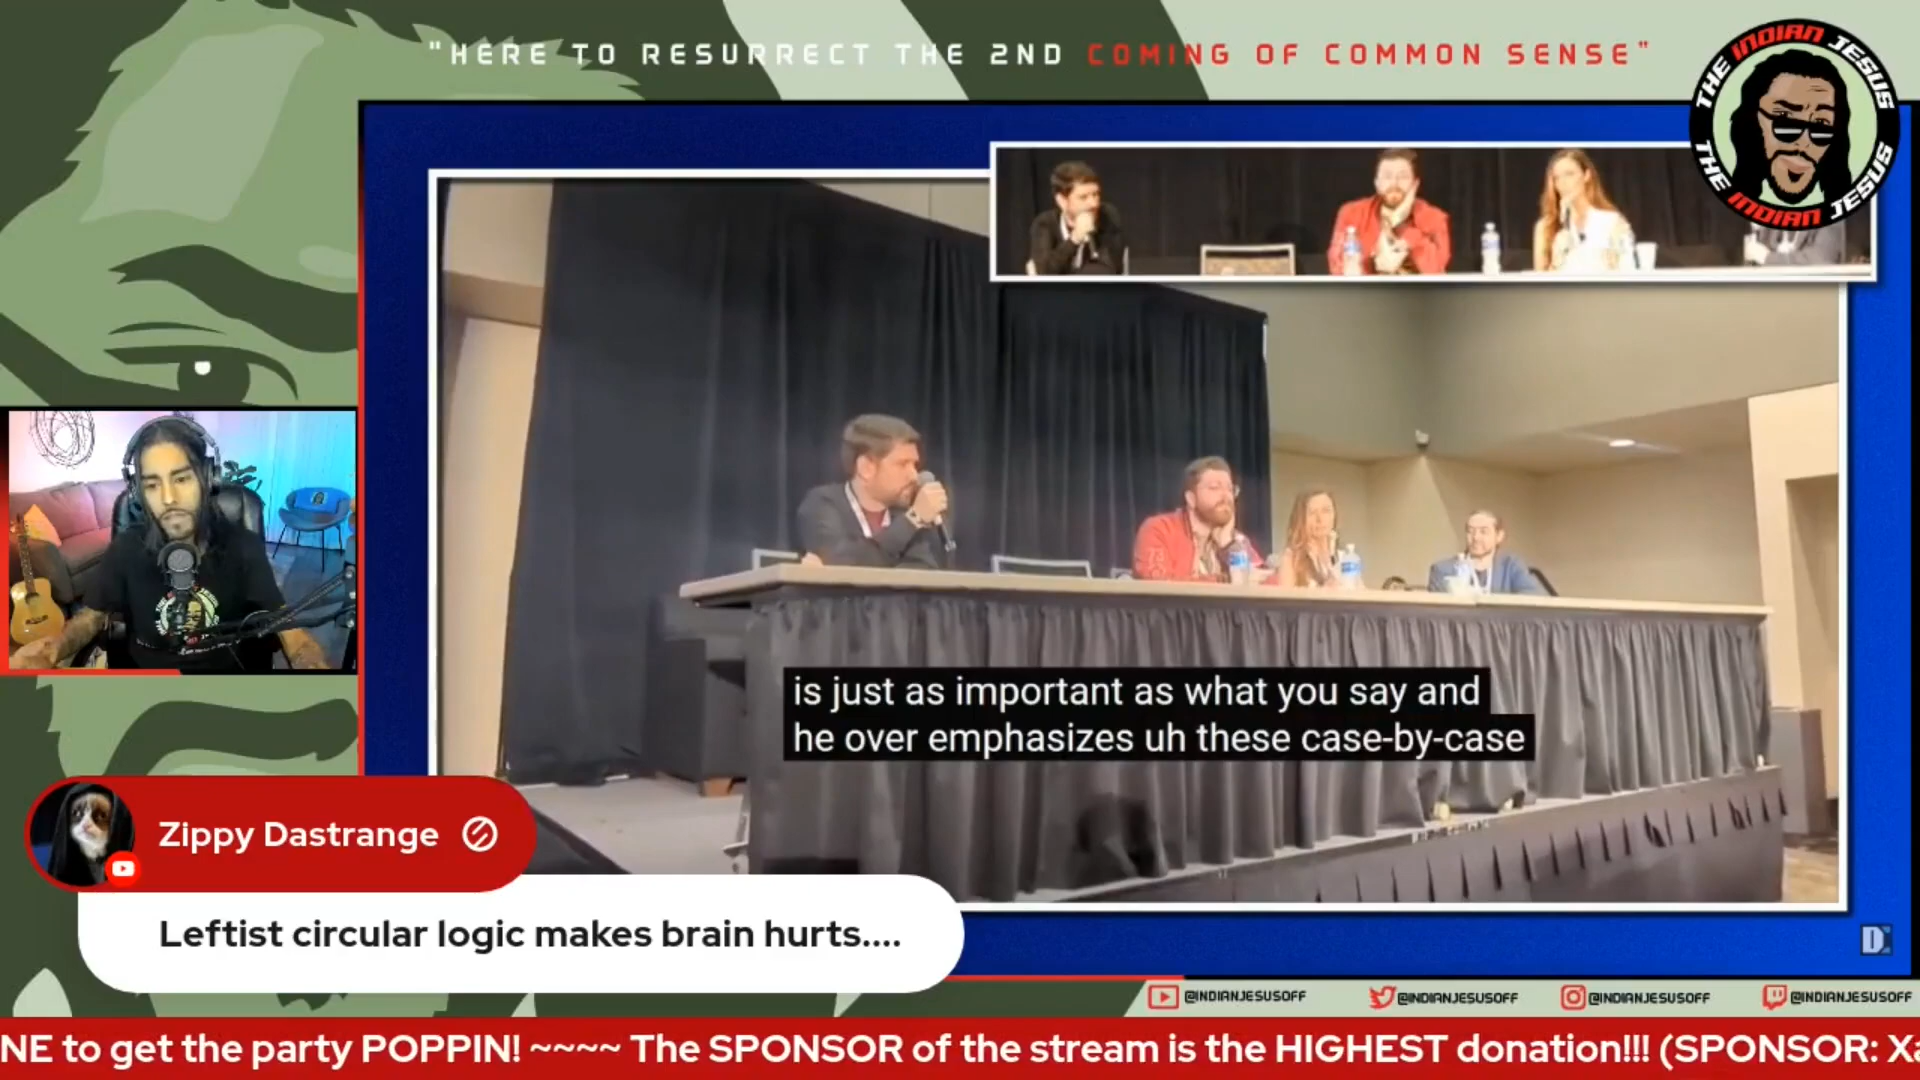 "HERE TO RESURRECT THE 2ND COMING OF COMMON SENSE"
THE INDIAN JESUS
THE INDIAN JESUS
is just as important as what you say and
he over emphasizes uh these case-by-case
Zippy Dastrange
Leftist circular logic makes brain hurts....
@INDIANJESUSOFF @INDIANJESUSOFF @INDIANJESUSOFF @INDIANJESUSOFF
NE to get the party POPPIN! ~~~~ The SPONSOR of the stream is the HIGHEST donation!!! (SPONSOR: Xa